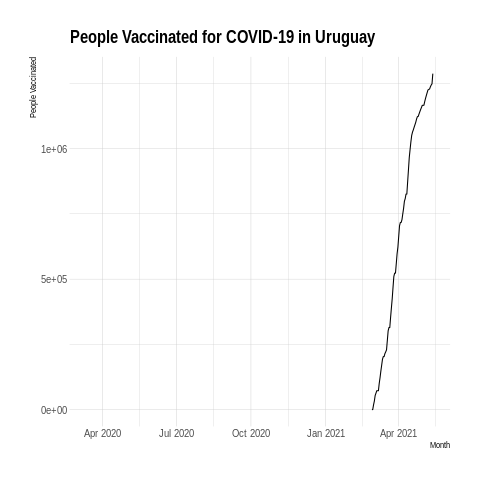 People Vaccinated for COVID-19 in Uruguay
People Vaccinated
1e+06
5e+05
0e+00
Apr 2020 Jul 2020 Oct 2020 Jan 2021 Apr 2021
Month